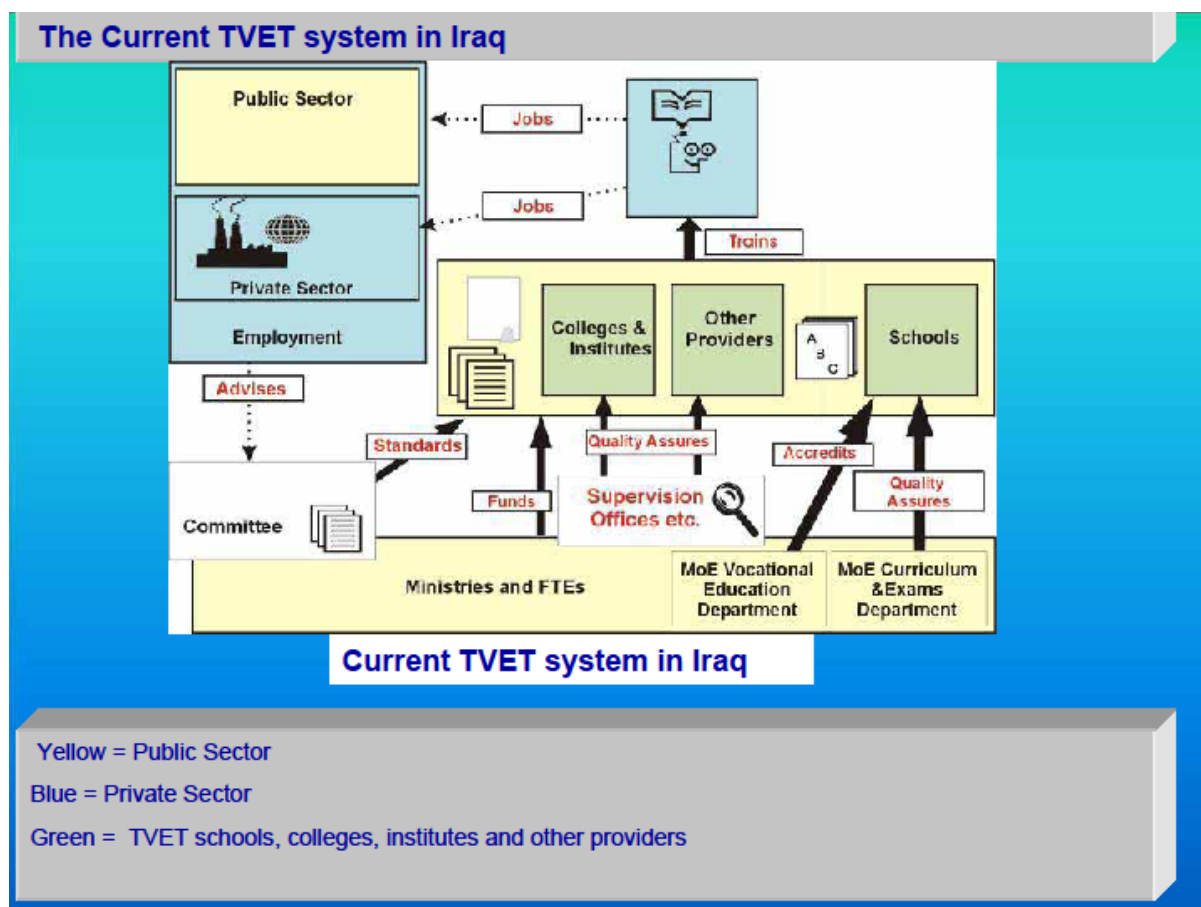 The Current TVET system in Iraq
Public Sector
Jobs
Jobs
Trains
Private Sector
Employment
Colleges &
Institutes
Other
Providers
A
B
C
Schools
Advises
Standards
Quality Assures
Accredits
Funds
Supervision
Offices etc.
Quality
Assures
Committee
Ministries and FTEs
MoE Vocational
Education
Department
MoE Curriculum
&Exams
Department
Current TVET system in Iraq
Yellow = Public Sector
Blue = Private Sector
Green = TVET schools, colleges, institutes and other providers